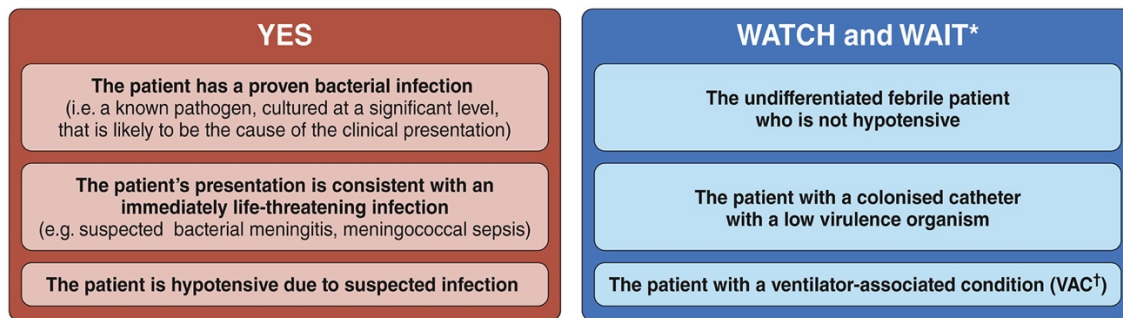 YES
The patient has a proven bacterial infection
(i.e. a known pathogen, cultured at a significant level,
that is likely to be the cause of the clinical presentation)
The patient’s presentation is consistent with an
immediately life-threatening infection
(e.g. suspected bacterial meningitis, meningococcal sepsis)
The patient is hypotensive due to suspected infection
WATCH and WAIT*
The undifferentiated febrile patient
who is not hypotensive
The patient with a colonised catheter
with a low virulence organism
The patient with a ventilator-associated condition (VAC†)